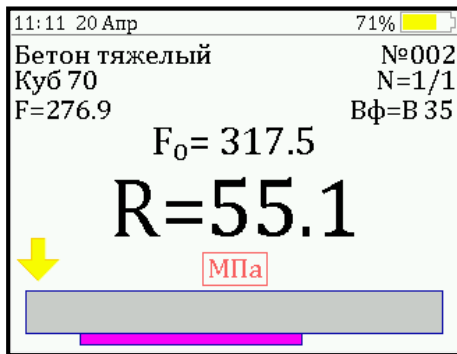 11:11 20 Апр 71%
Бетон тяжелый №002
Куб 70 N=1/1
F=276.9 Вф=В 35
F₀= 317.5
R=55.1
МПа